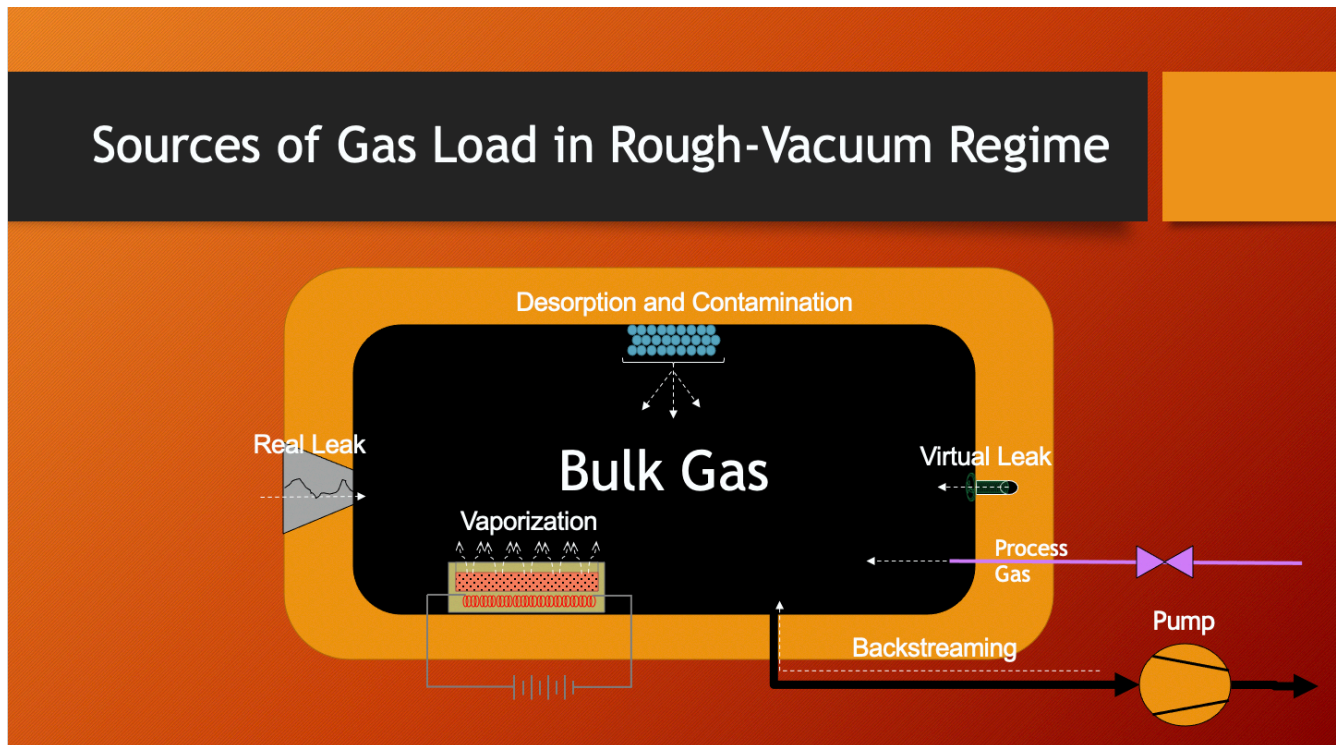 Sources of Gas Load in Rough-Vacuum Regime
Desorption and Contamination
Real Leak
Bulk Gas
Virtual Leak
Vaporization
Process
Gas
Pump
Backstreaming